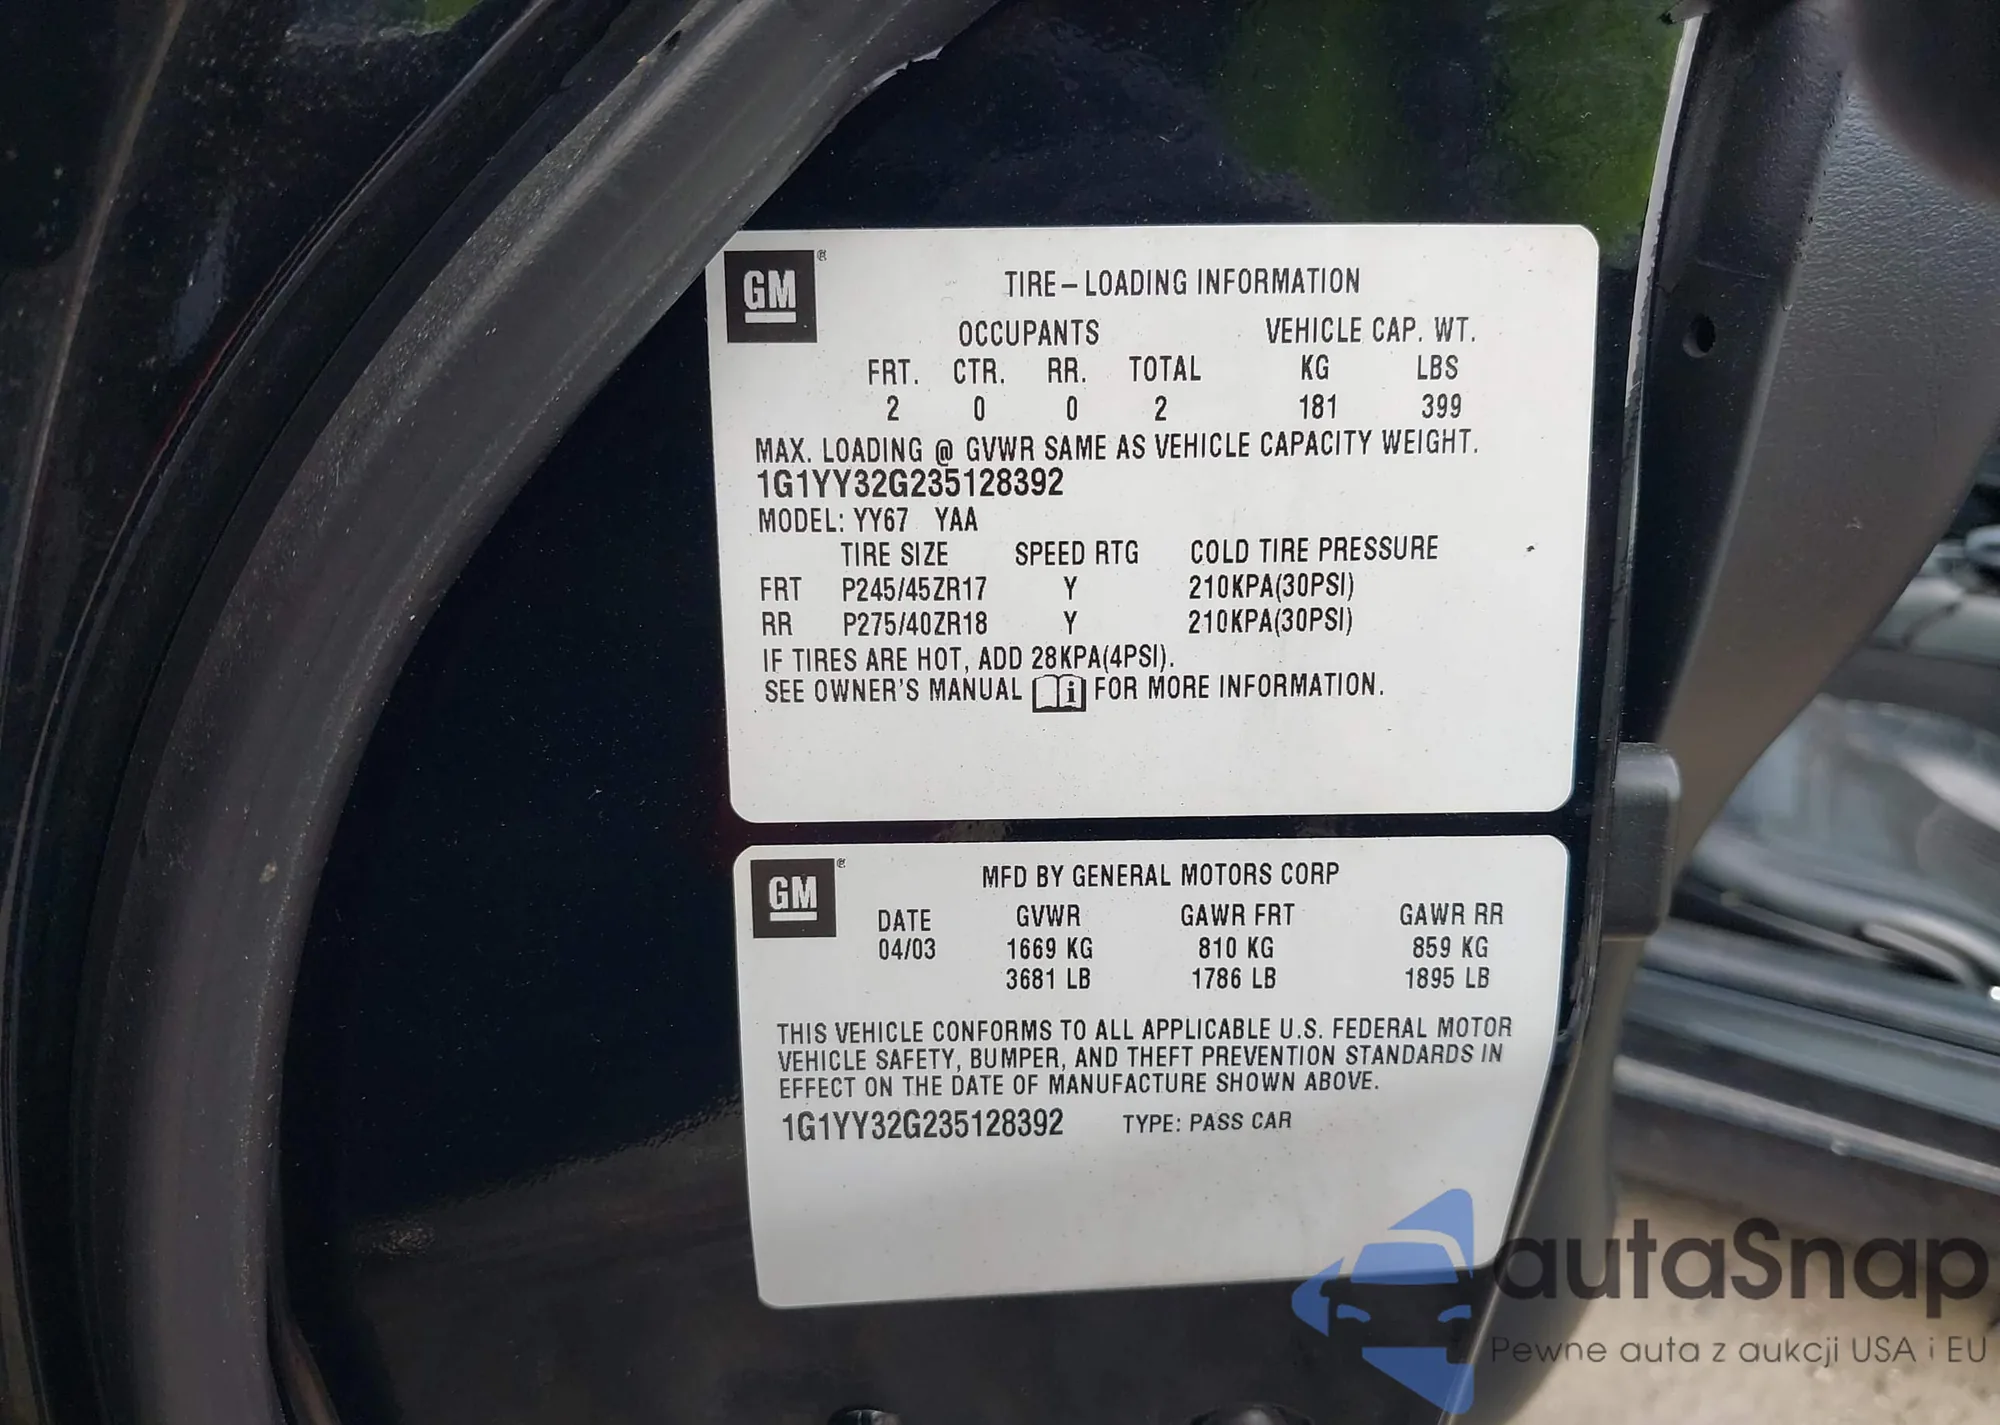 GM ®
TIRE-LOADING INFORMATION
OCCUPANTS VEHICLE CAP. WT.
FRT. CTR. RR. TOTAL KG LBS
2 0 0 2 181 399
MAX. LOADING @ GVWR SAME AS VEHICLE CAPACITY WEIGHT.
1G1YY32G235128392
MODEL: YY67 YAA
TIRE SIZE SPEED RTG COLD TIRE PRESSURE
FRT P245/45ZR17 Y 210KPA(30PSI)
RR P275/40ZR18 Y 210KPA(30PSI)
IF TIRES ARE HOT, ADD 28KPA(4PSI).
SEE OWNER'S MANUAL i FOR MORE INFORMATION.
GM ®
MFD BY GENERAL MOTORS CORP
DATE GVWR GAWR FRT GAWR RR
04/03 1669 KG 810 KG 859 KG
3681 LB 1786 LB 1895 LB
THIS VEHICLE CONFORMS TO ALL APPLICABLE U.S. FEDERAL MOTOR
VEHICLE SAFETY, BUMPER, AND THEFT PREVENTION STANDARDS IN
EFFECT ON THE DATE OF MANUFACTURE SHOWN ABOVE.
1G1YY32G235128392 TYPE: PASS CAR
autaSnap
Pewne auta z aukcji USA i EU